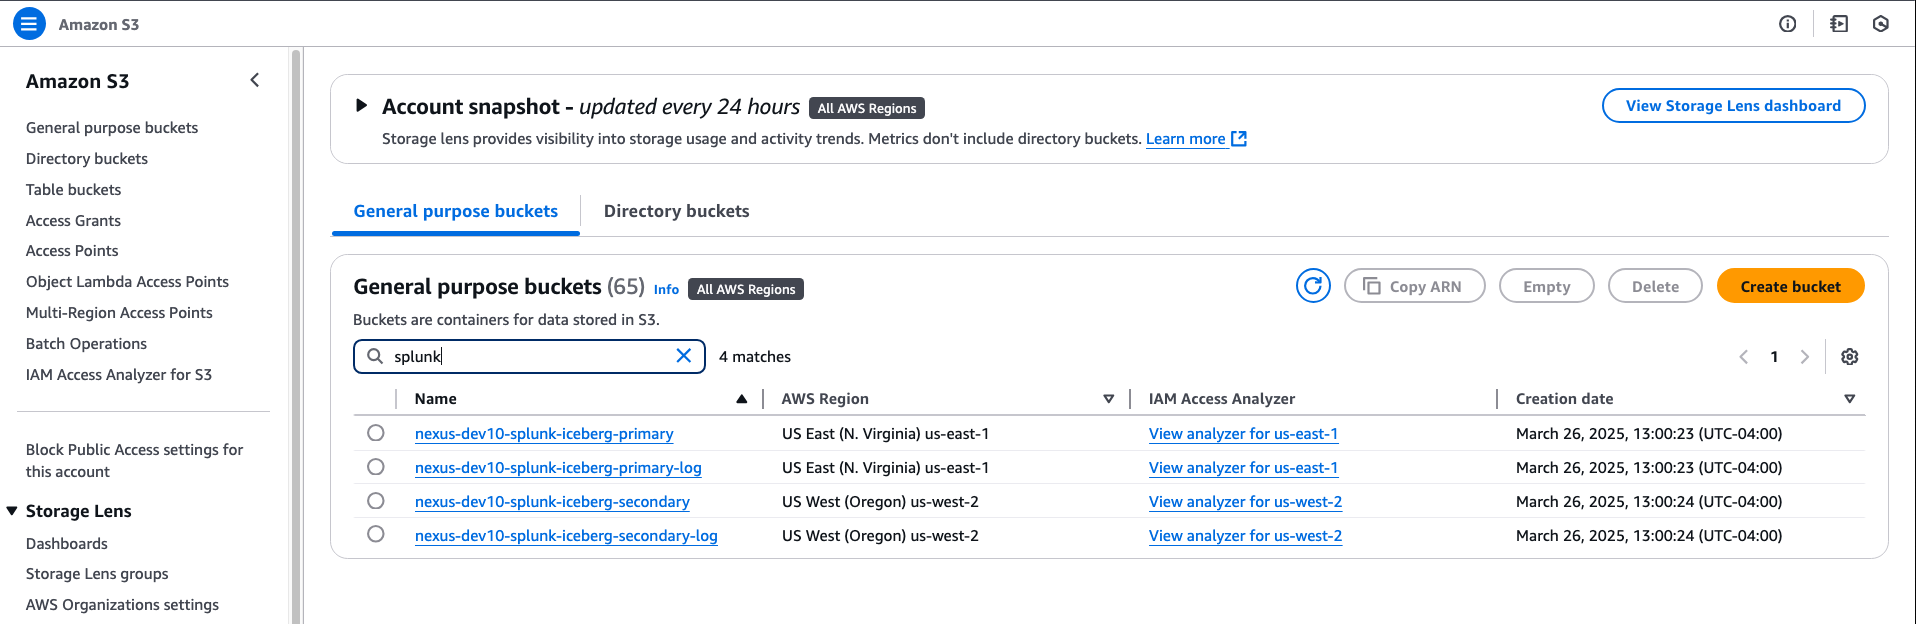 Amazon S3
Amazon S3
General purpose buckets
Directory buckets
Table buckets
Access Grants
Access Points
Object Lambda Access Points
Multi-Region Access Points
Batch Operations
IAM Access Analyzer for S3
Block Public Access settings for
this account
Storage Lens
Dashboards
Storage Lens groups
AWS Organizations settings
Account snapshot - updated every 24 hours All AWS Regions
View Storage Lens dashboard
Storage lens provides visibility into storage usage and activity trends. Metrics don't include directory buckets. Learn more
General purpose buckets Directory buckets
General purpose buckets (65) Info All AWS Regions
Copy ARN Empty Delete Create bucket
Buckets are containers for data stored in S3.
splunk 4 matches 1
Name AWS Region IAM Access Analyzer Creation date
nexus-dev10-splunk-iceberg-primary US East (N. Virginia) us-east-1 View analyzer for us-east-1 March 26, 2025, 13:00:23 (UTC-04:00)
nexus-dev10-splunk-iceberg-primary-log US East (N. Virginia) us-east-1 View analyzer for us-east-1 March 26, 2025, 13:00:23 (UTC-04:00)
nexus-dev10-splunk-iceberg-secondary US West (Oregon) us-west-2 View analyzer for us-west-2 March 26, 2025, 13:00:24 (UTC-04:00)
nexus-dev10-splunk-iceberg-secondary-log US West (Oregon) us-west-2 View analyzer for us-west-2 March 26, 2025, 13:00:24 (UTC-04:00)